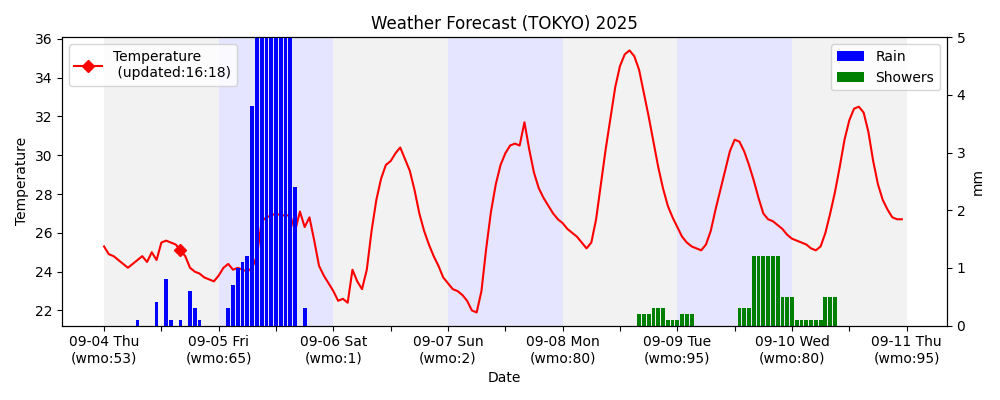 Weather Forecast (TOKYO) 2025
Temperature
(updated:16:18)
Rain
Showers
36
34
32
30
28
26
24
22
Temperature
5
4
3
2
1
0
mm
09-04 Thu
(wmo:53)
09-05 Fri
(wmo:65)
09-06 Sat
(wmo:1)
09-07 Sun
(wmo:2)
09-08 Mon
(wmo:80)
09-09 Tue
(wmo:95)
09-10 Wed
(wmo:80)
09-11 Thu
(wmo:95)
Date